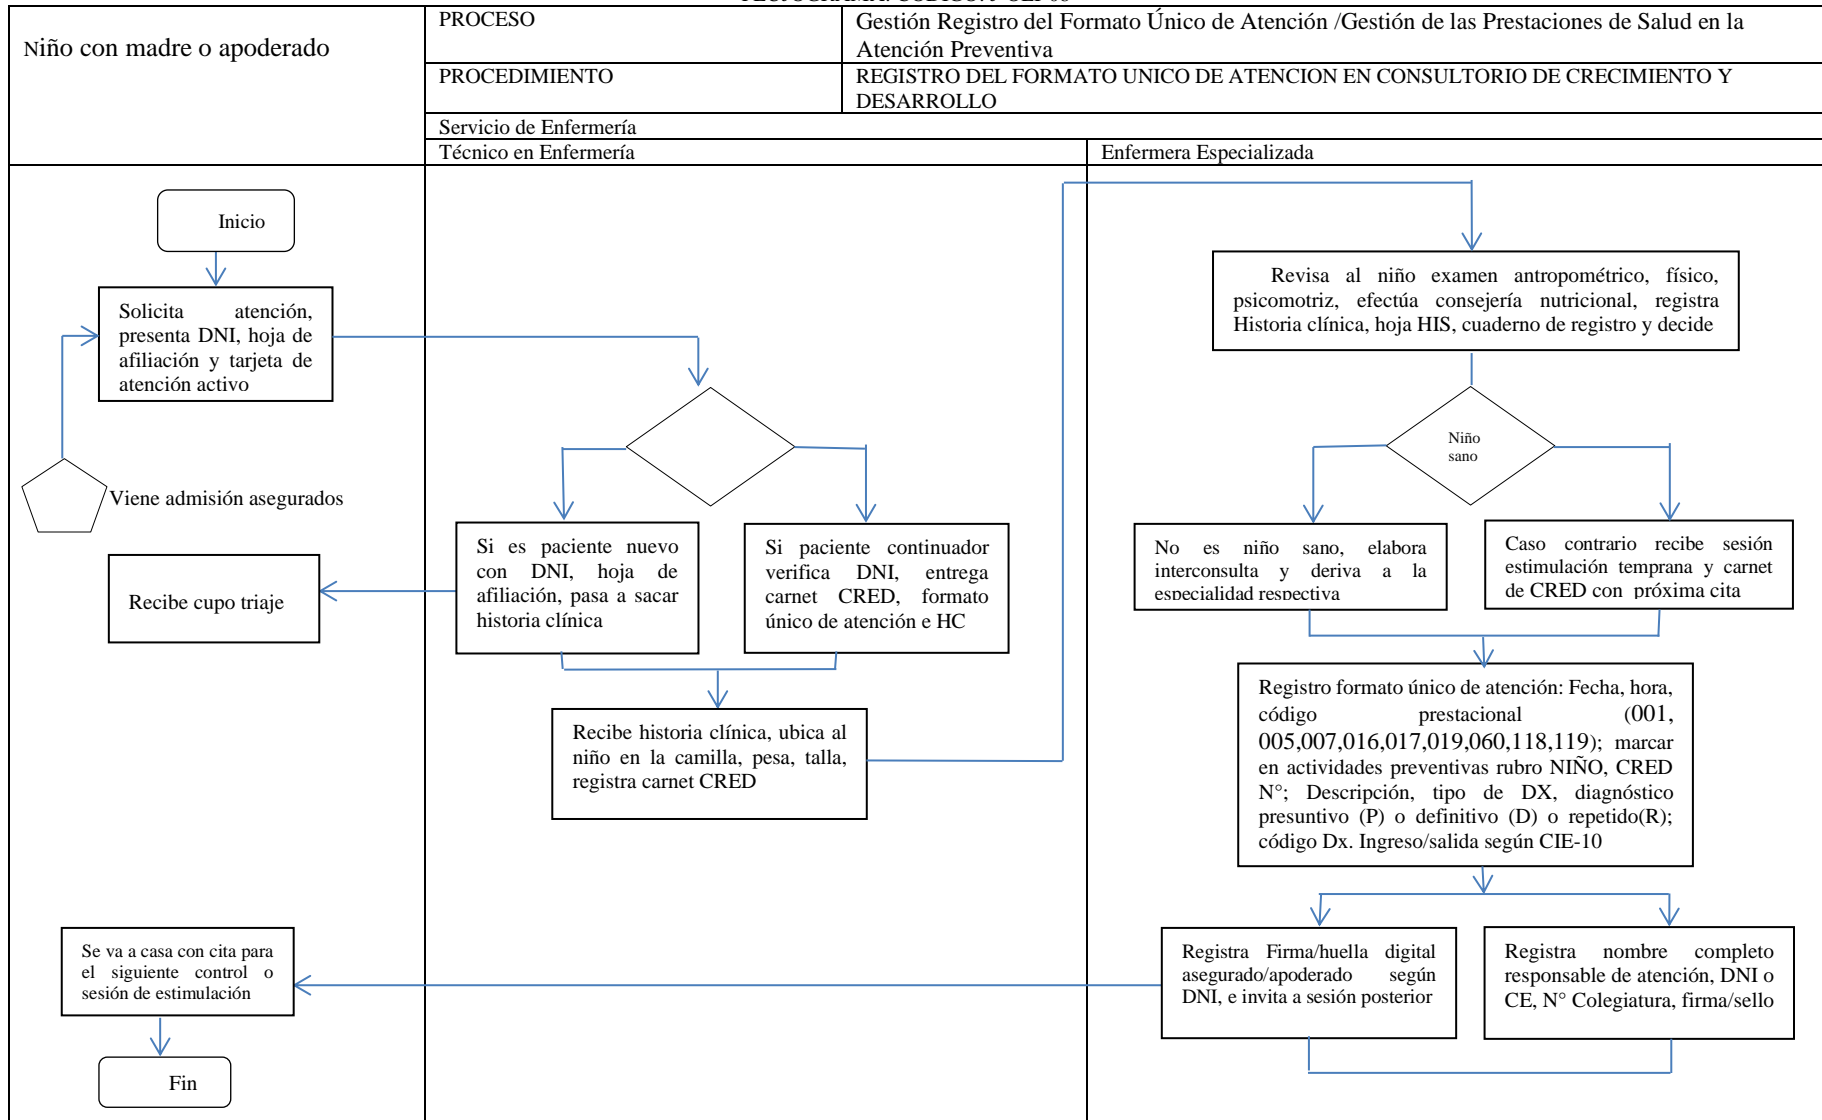 PROCESO
Gestión Registro del Formato Único de Atención /Gestión de las Prestaciones de Salud en la
Atención Preventiva
Niño con madre o apoderado
PROCEDIMIENTO
REGISTRO DEL FORMATO UNICO DE ATENCION EN CONSULTORIO DE CRECIMIENTO Y
DESARROLLO
Servicio de Enfermería
Técnico en Enfermería
Enfermera Especializada
Inicio
Solicita atención,
presenta DNI, hoja de
afiliación y tarjeta de
atención activo
Viene admisión asegurados
Recibe cupo triaje
Si es paciente nuevo
con DNI, hoja de
afiliación, pasa a sacar
historia clínica
Si paciente continuador
verifica DNI, entrega
carnet CRED, formato
único de atención e HC
Recibe historia clínica, ubica al
niño en la camilla, pesa, talla,
registra carnet CRED
Revisa al niño examen antropométrico, físico,
psicomotriz, efectúa consejería nutricional, registra
Historia clínica, hoja HIS, cuaderno de registro y decide
Niño
sano
No es niño sano, elabora
interconsulta y deriva a la
especialidad respectiva
Caso contrario recibe sesión
estimulación temprana y carnet
de CRED con próxima cita
Registro formato único de atención: Fecha, hora,
código prestacional (001,
005,007,016,017,019,060,118,119); marcar
en actividades preventivas rubro NIÑO, CRED
N°; Descripción, tipo de DX, diagnóstico
presuntivo (P) o definitivo (D) o repetido(R);
código Dx. Ingreso/salida según CIE-10
Registra Firma/huella digital
asegurado/apoderado según
DNI, e invita a sesión posterior
Registra nombre completo
responsable de atención, DNI o
CE, N° Colegiatura, firma/sello
Se va a casa con cita para
el siguiente control o
sesión de estimulación
Fin